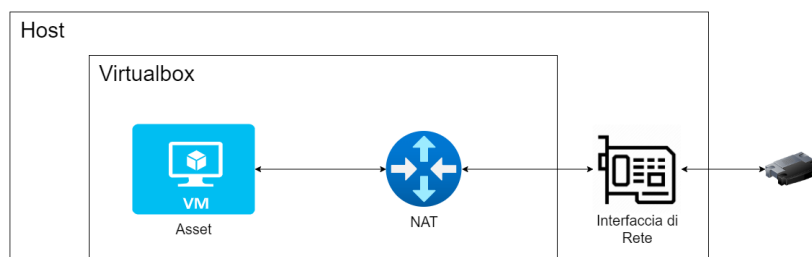 Host
Virtualbox
VM
Asset
NAT
Interfaccia di
Rete